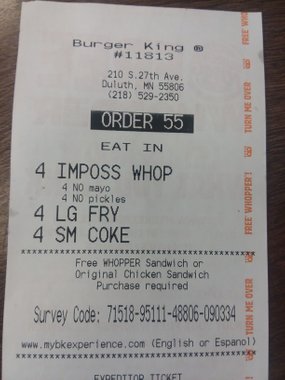 Burger King ®
#11813
210 S.27th Ave.
Duluth, MN 55806
(218) 529-2350
ORDER 55
EAT IN
4 IMPOSS WHOP
4 NO mayo
4 NO pickles
4 LG FRY
4 SM COKE
****************************************
Free WHOPPER Sandwich or
Original Chicken Sandwich
Purchase required
Survey Code: 71518-95111-48806-090334
www.mybkexperience.com (English or Espanol)
****************************************
EXPEDITOR TICKET
FREE WHOPPER!
TURN ME OVER
FREE WHOPPER!
TURN ME OVER